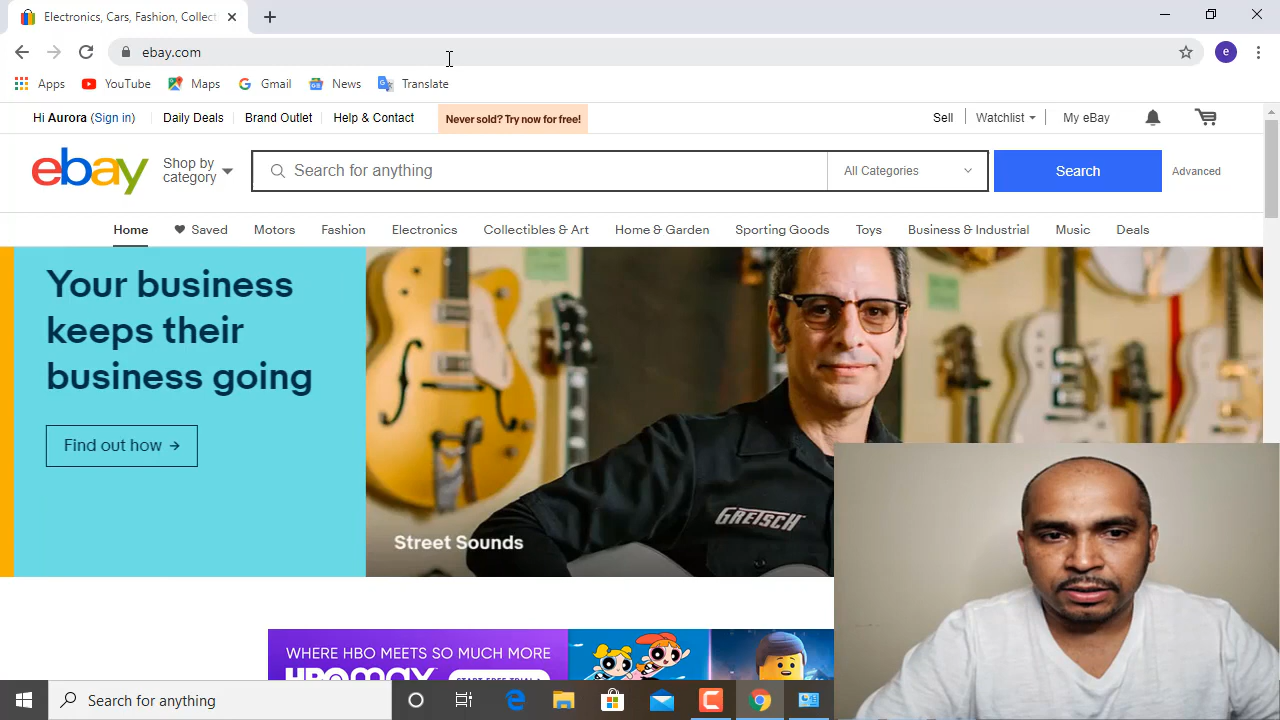 Electronics, Cars, Fashion, Collect
ebay.com
e
Apps YouTube Maps Gmail News Translate
Hi Aurora (Sign in) Daily Deals Brand Outlet Help & Contact Never sold? Try now for free! Sell Watchlist My eBay
ebay Shop by category Search for anything All Categories Search Advanced
Home Saved Motors Fashion Electronics Collectibles & Art Home & Garden Sporting Goods Toys Business & Industrial Music Deals
Your business
keeps their
business going
Find out how →
GRETSCH
Street Sounds
WHERE HBO MEETS SO MUCH MORE
HBOMAX START FREE TRIAL
Search for anything